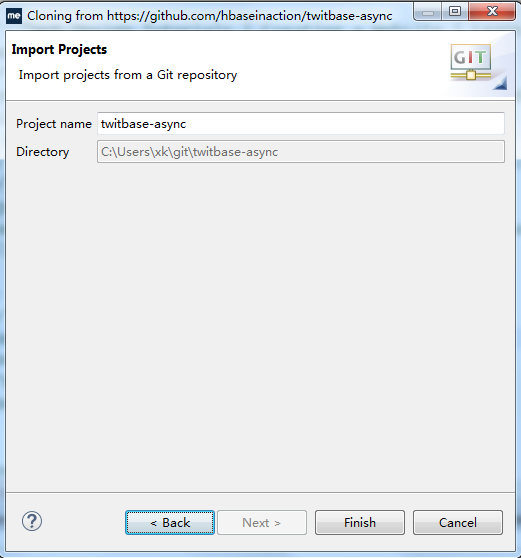 me Cloning from https://github.com/hbaseinaction/twitbase-async
Import Projects
Import projects from a Git repository
GIT
Project name twitbase-async
Directory C:\Users\xk\git\twitbase-async
? < Back Next > Finish Cancel